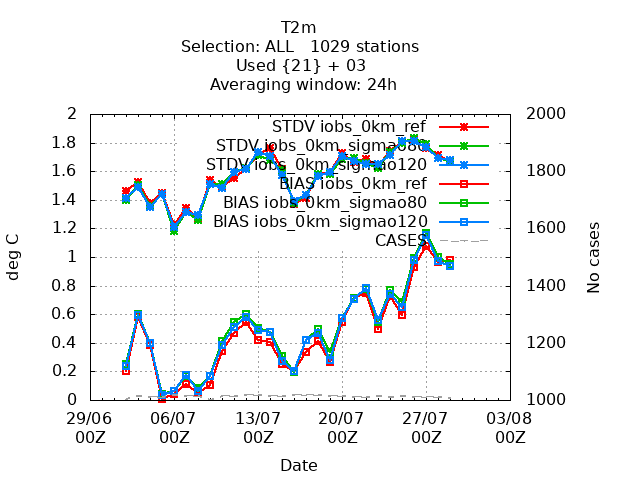 T2m
Selection: ALL   1029 stations
Used {21} + 03
Averaging window: 24h
2
1.8
1.6
1.4
1.2
1
0.8
0.6
0.4
0.2
0
deg C
2000
1800
1600
1400
1200
1000
No cases
STDV iobs_0km_ref
STDV iobs_0km_sigmao80
STDV iobs_0km_sigmao120
BIAS iobs_0km_ref
BIAS iobs_0km_sigmao80
BIAS iobs_0km_sigmao120
CASES
29/06 06/07 13/07 20/07 27/07 03/08
00Z 00Z 00Z 00Z 00Z 00Z
Date